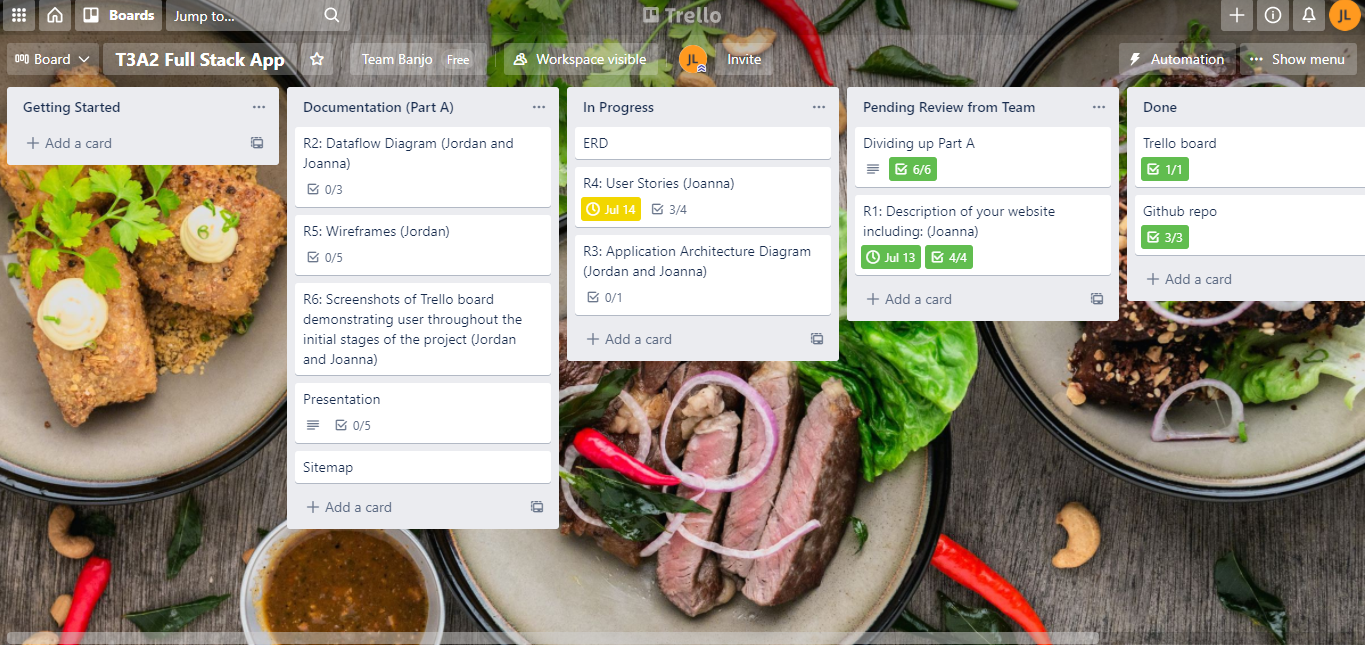 Boards
Jump to...
Trello
JL
Board
T3A2 Full Stack App
Team Banjo
Free
Workspace visible
JL
Invite
Automation
Show menu
Getting Started
Add a card
Documentation (Part A)
R2: Dataflow Diagram (Jordan and
Joanna)
0/3
R5: Wireframes (Jordan)
0/5
R6: Screenshots of Trello board
demonstrating user throughout the
initial stages of the project (Jordan
and Joanna)
Presentation
0/5
Sitemap
Add a card
In Progress
ERD
R4: User Stories (Joanna)
Jul 14 3/4
R3: Application Architecture Diagram
(Jordan and Joanna)
0/1
Add a card
Pending Review from Team
Dividing up Part A
6/6
R1: Description of your website
including: (Joanna)
Jul 13 4/4
Add a card
Done
Trello board
1/1
Github repo
3/3
Add a card